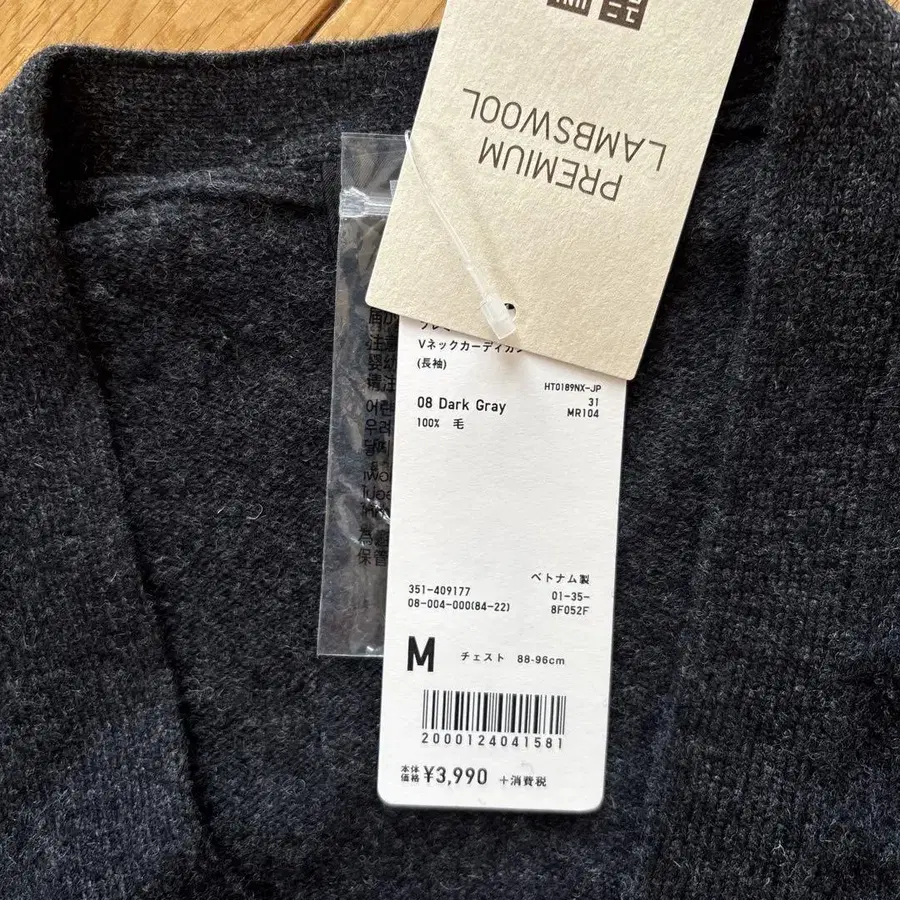 PREMIUM
LAMBSWOOL
Vネックカーディガン
(長袖)
HT0189NX-JP
31
08 Dark Gray
MR104
100% 毛
ベトナム製
351-409177
01-35-
08-004-000(84-22)
8F052F
M チェスト 88-96cm
2000124041581
本体価格 ¥3,990 +消費税